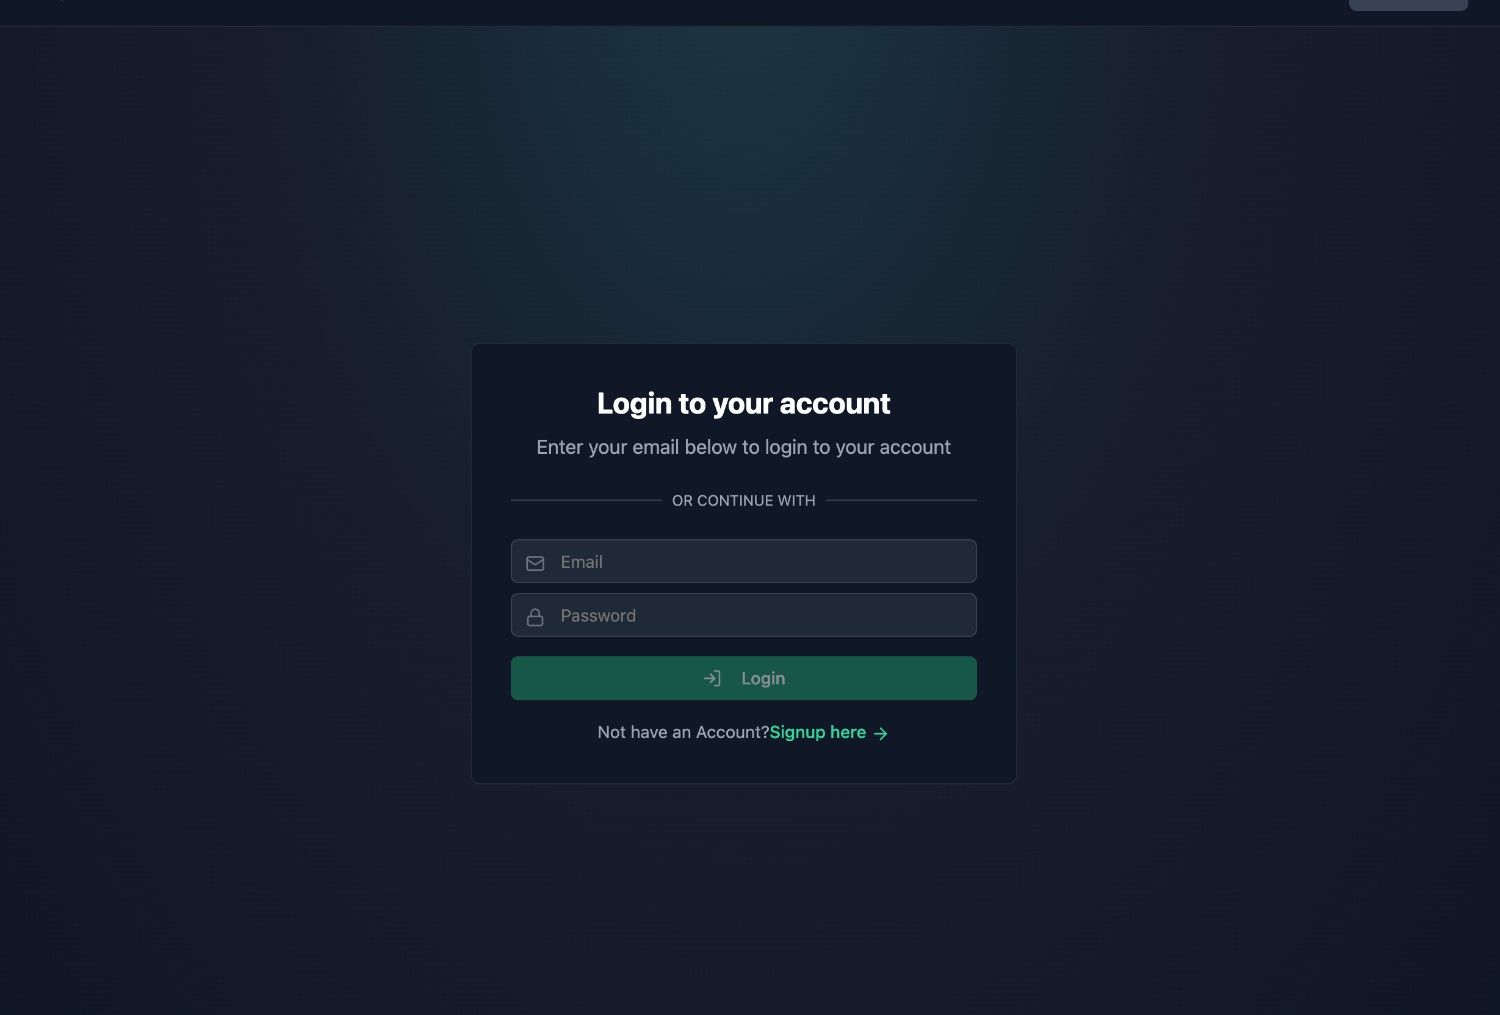 Login to your account
Enter your email below to login to your account
OR CONTINUE WITH
Email
Password
Login
Not have an Account?Signup here